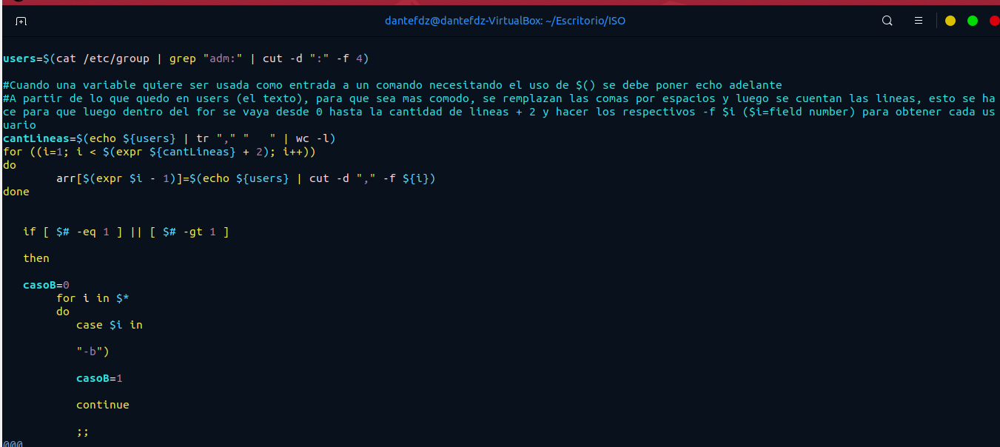 dantefdz@dantefdz-VirtualBox: ~/Escritorio/ISO
users=$(cat /etc/group | grep "adm:" | cut -d ":" -f 4)
#Cuando una variable quiere ser usada como entrada a un comando necesitando el uso de $() se debe poner echo adelante
#A partir de lo que quedo en users (el texto), para que sea mas comodo, se remplazan las comas por espacios y luego se cuentan las lineas, esto se ha
ce para que luego dentro del for se vaya desde 0 hasta la cantidad de lineas + 2 y hacer los respectivos -f $i ($i=field number) para obtener cada us
uario
cantLineas=$(echo ${users} | tr "," "   " | wc -l)
for ((i=1; i < $(expr ${cantLineas} + 2); i++))
do
        arr[$(expr $i - 1)]=$(echo ${users} | cut -d "," -f ${i})
done
   if [ $# -eq 1 ] || [ $# -gt 1 ]
   then
   casoB=0
        for i in $*
        do
           case $i in
           "-b")
           casoB=1
           continue
           ;;
@@@